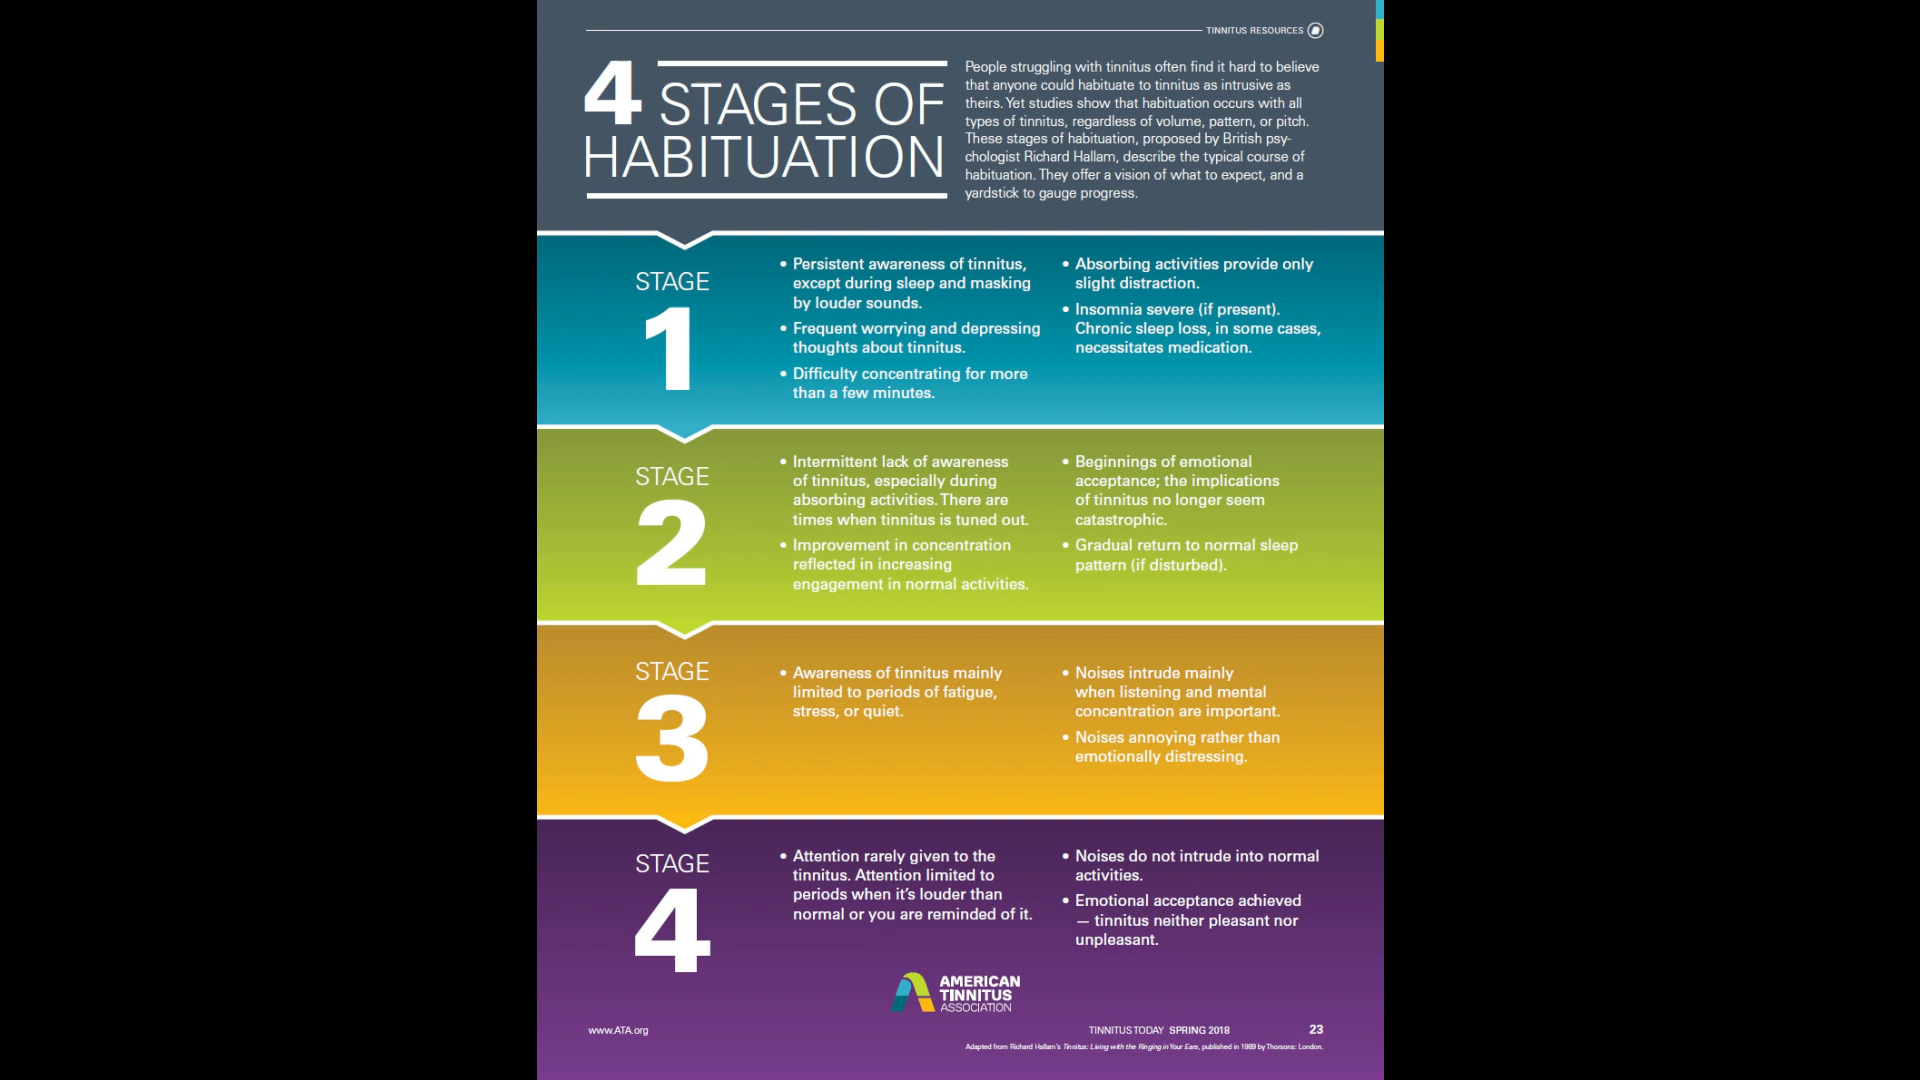 TINNITUS RESOURCES
4 STAGES OF
HABITUATION
People struggling with tinnitus often find it hard to believe
that anyone could habituate to tinnitus as intrusive as
theirs. Yet studies show that habituation occurs with all
types of tinnitus, regardless of volume, pattern, or pitch.
These stages of habituation, proposed by British psy-
chologist Richard Hallam, describe the typical course of
habituation. They offer a vision of what to expect, and a
yardstick to gauge progress.
STAGE
1
• Persistent awareness of tinnitus,
except during sleep and masking
by louder sounds.
• Frequent worrying and depressing
thoughts about tinnitus.
• Difficulty concentrating for more
than a few minutes.
• Absorbing activities provide only
slight distraction.
• Insomnia severe (if present).
Chronic sleep loss, in some cases,
necessitates medication.
STAGE
2
• Intermittent lack of awareness
of tinnitus, especially during
absorbing activities. There are
times when tinnitus is tuned out.
• Improvement in concentration
reflected in increasing
engagement in normal activities.
• Beginnings of emotional
acceptance; the implications
of tinnitus no longer seem
catastrophic.
• Gradual return to normal sleep
pattern (if disturbed).
STAGE
3
• Awareness of tinnitus mainly
limited to periods of fatigue,
stress, or quiet.
• Noises intrude mainly
when listening and mental
concentration are important.
• Noises annoying rather than
emotionally distressing.
STAGE
4
• Attention rarely given to the
tinnitus. Attention limited to
periods when it's louder than
normal or you are reminded of it.
• Noises do not intrude into normal
activities.
• Emotional acceptance achieved
— tinnitus neither pleasant nor
unpleasant.
AMERICAN
TINNITUS
ASSOCIATION
www.ATA.org
TINNITUS TODAY SPRING 2018
23
Adapted from Richard Hallam's Tinnitus: Living with the Ringing in Your Ears, published in 1989 by Thorsons: London.